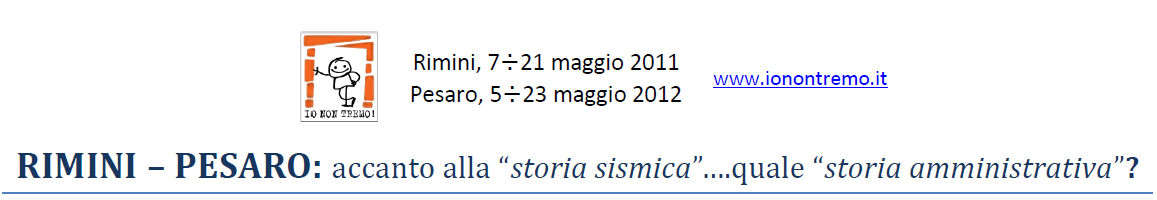 Rimini, 7÷21 maggio 2011
Pesaro, 5÷23 maggio 2012
www.ionontremo.it
IO NON TREMO!
RIMINI – PESARO: accanto alla “storia sismica”....quale “storia amministrativa”?